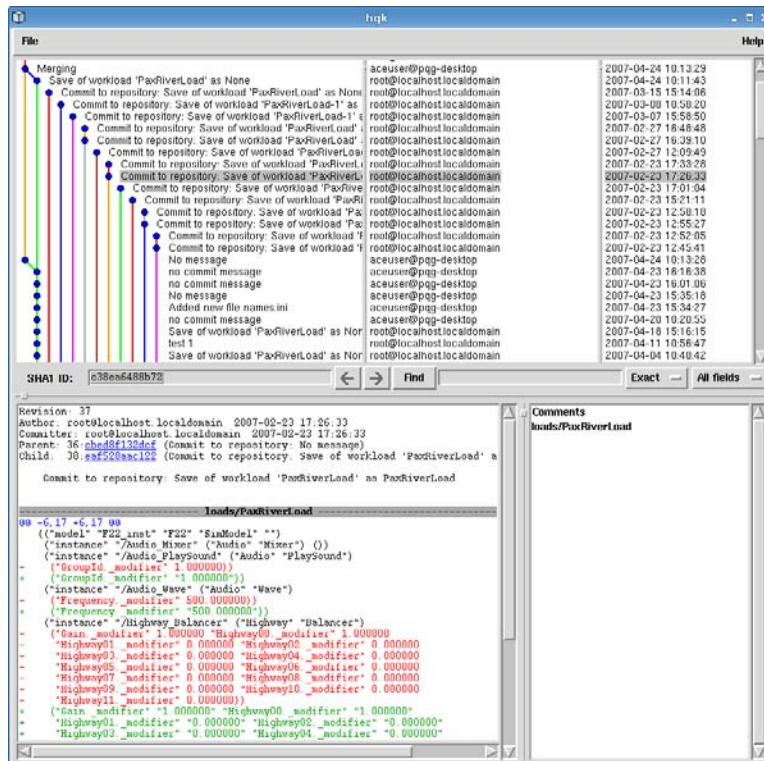 hgk
File Help
Merging aceuser@pqg-desktop 2007-04-24 10:13:29
Save of workload 'PaxRiverLoad' as None root@localhost.localdomain 2007-04-24 10:11:43
Commit to repository: Save of workload 'PaxRiverLoad' as None root@localhost.localdomain 2007-03-15 15:14:06
Commit to repository: Save of workload 'PaxRiverLoad-1' as root@localhost.localdomain 2007-03-08 10:50:20
Commit to repository: Save of workload 'PaxRiverLoad-1' root@localhost.localdomain 2007-03-07 15:58:50
Commit to repository: Save of workload 'PaxRiverLoad' root@localhost.localdomain 2007-02-27 16:48:48
Commit to repository: Save of workload 'PaxRiverLoad' root@localhost.localdomain 2007-02-27 16:39:10
Commit to repository: Save of workload 'PaxRiverLoa root@localhost.localdomain 2007-02-27 12:09:49
Commit to repository: Save of workload 'PaxRiverL root@localhost.localdomain 2007-02-23 17:33:28
Commit to repository: Save of workload 'PaxRiverL root@localhost.localdomain 2007-02-23 17:26:33
Commit to repository: Save of workload 'PaxRive root@localhost.localdomain 2007-02-23 17:01:04
Commit to repository: Save of workload 'PaxRi root@localhost.localdomain 2007-02-23 15:21:11
Commit to repository: Save of workload 'Pa root@localhost.localdomain 2007-02-23 12:58:18
Commit to repository: Save of workload 'Pa root@localhost.localdomain 2007-02-23 12:55:27
Commit to repository: Save of workload 'F root@localhost.localdomain 2007-02-23 12:52:05
Commit to repository: Save of workload 'F root@localhost.localdomain 2007-02-23 12:45:41
No message aceuser@pqg-desktop 2007-04-24 10:13:28
no commit message aceuser@pqg-desktop 2007-04-23 16:16:38
no commit message aceuser@pqg-desktop 2007-04-23 16:01:06
No message aceuser@pqg-desktop 2007-04-23 15:35:18
Added new file names.ini aceuser@pqg-desktop 2007-04-23 15:34:27
no commit message aceuser@pqg-desktop 2007-04-20 10:20:55
Save of workload 'PaxRiverLoad' as Non root@localhost.localdomain 2007-04-18 15:16:15
test 1 root@localhost.localdomain 2007-04-11 10:56:47
Save of workload 'PaxRiverLoad' as Non root@localhost.localdomain 2007-04-04 10:48:42
SHA1 ID: c38ea6488b72 Find Exact All fields
Revision: 37
Author: root@localhost.localdomain 2007-02-23 17:26:33
Committer: root@localhost.localdomain 2007-02-23 17:26:33
Parent: 36:cbed8f132dcf (Commit to repository: No message)
Child: 38:eaf528aac122 (Commit to repository: Save of workload 'PaxRiverLoad' as
Commit to repository: Save of workload 'PaxRiverLoad' as PaxRiverLoad
loads/PaxRiverLoad
@@ -6,17 +6,17 @@
(("model" "F22_inst" "F22" "SimModel" "")
("instance" "/Audio_Mixer" ("Audio" "Mixer") ())
("instance" "/Audio_PlaySound" ("Audio" "PlaySound")
- ("GroupId._modifier" 1.000000))
+ ("GroupId._modifier" "1.000000"))
("instance" "/Audio_Wave" ("Audio" "Wave")
- ("Frequency._modifier" 500.000000))
+ ("Frequency._modifier" "500.000000"))
("instance" "/Highway_Balancer" ("Highway" "Balancer")
- ("Gain._modifier" 1.000000 "Highway00._modifier" 1.000000
- "Highway01._modifier" 0.000000 "Highway02._modifier" 0.000000
- "Highway03._modifier" 0.000000 "Highway04._modifier" 0.000000
- "Highway05._modifier" 0.000000 "Highway06._modifier" 0.000000
- "Highway07._modifier" 0.000000 "Highway08._modifier" 0.000000
- "Highway09._modifier" 0.000000 "Highway10._modifier" 0.000000
- "Highway11._modifier" 0.000000))
+ ("Gain._modifier" "1.000000" "Highway00._modifier" "1.000000"
+ "Highway01._modifier" "0.000000" "Highway02._modifier" "0.000000"
+ "Highway03._modifier" "0.000000" "Highway04._modifier" "0.000000"
Comments
loads/PaxRiverLoad